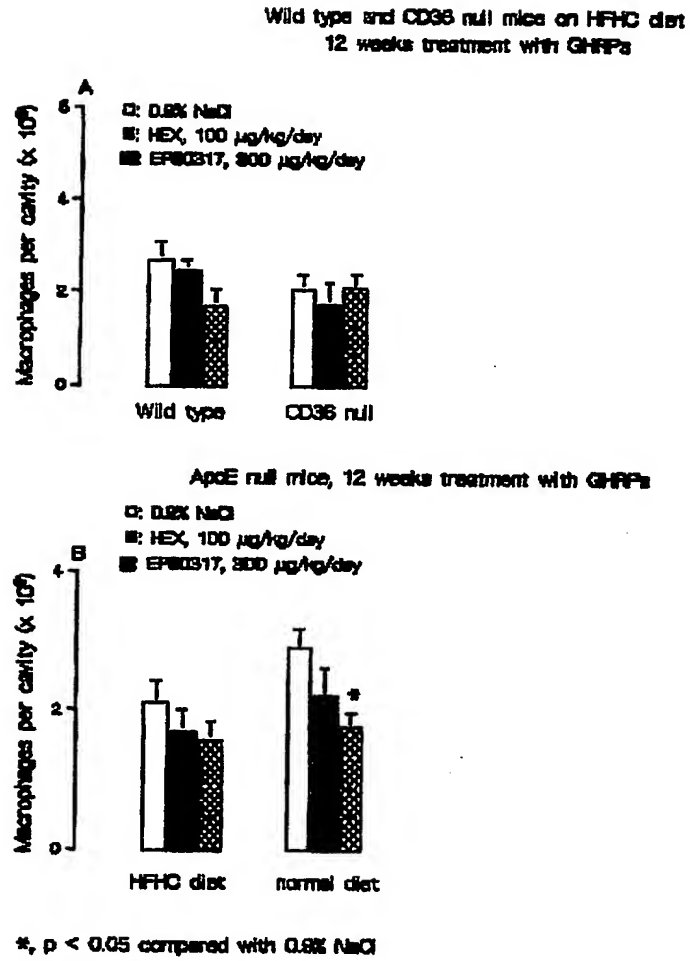 Wild type and CD36 null mice on HFHC diet
12 weeks treatment with GHRPs
A
6
4
2
0
Macrophages per cavity (x 10⁶)
□: 0.9% NaCl
▩: HEX, 100 µg/kg/day
■: EP80317, 300 µg/kg/day
Wild type
CD36 null
ApoE null mice, 12 weeks treatment with GHRPs
□: 0.9% NaCl
▩: HEX, 100 µg/kg/day
■: EP80317, 300 µg/kg/day
B
4
2
0
Macrophages per cavity (x 10⁶)
*
HFHC diet
normal diet
*, p < 0.05 compared with 0.9% NaCl